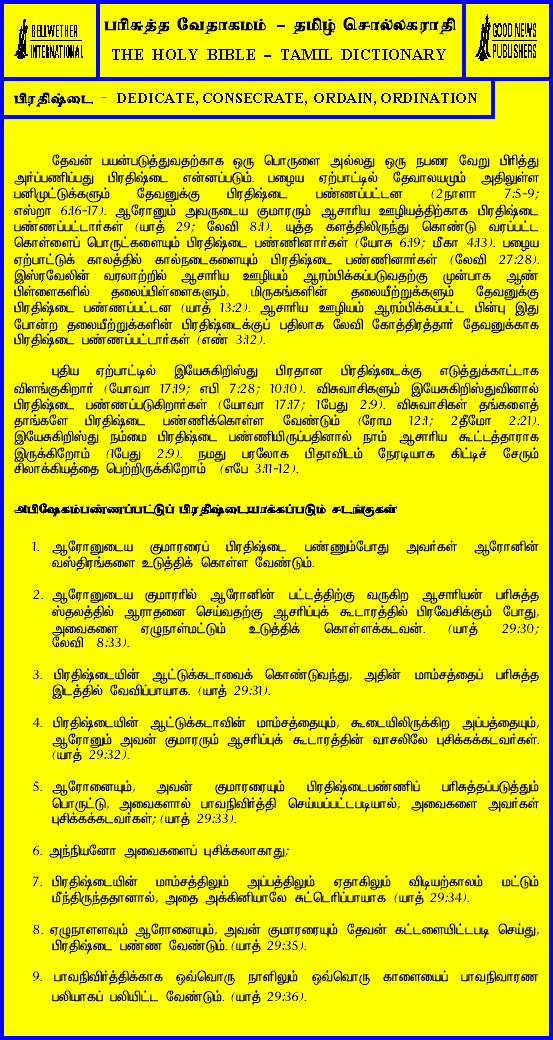 BELLWETHER
INTERNATIONAL
பரிசுத்த வேதாகமம் - தமிழ் சொல்லகராதி
THE HOLY BIBLE - TAMIL DICTIONARY
GOOD NEWS
PUBLISHERS
பிரதிஷ்டை - DEDICATE, CONSECRATE, ORDAIN, ORDINATION
தேவன் பயன்படுத்துவதற்காக ஒரு பொருளை அல்லது ஒரு நபரை வேறு பிரித்து
அர்ப்பணிப்பது பிரதிஷ்டை என்னப்படும். பழைய ஏற்பாட்டில் தேவாலயமும் அதிலுள்ள
பனிமுட்டுக்களும் தேவனுக்கு பிரதிஷ்டை பண்ணப்பட்டன (2நாளா 7:5-9;
எஸ்றா 6:16-17). ஆரோனும் அவருடைய குமாரரும் ஆசாரிய ஊழியத்திற்காக பிரதிஷ்டை
பண்ணப்பட்டார்கள் (யாத் 29; லேவி 8:1). யுத்த களத்திலிருந்து கொண்டு வரப்பட்ட
கொள்ளைப் பொருட்களையும் பிரதிஷ்டை பண்ணினார்கள் (யோசு 6:19; மீகா 4:13). பழைய
ஏற்பாட்டுக் காலத்தில் கால்நடைகளையும் பிரதிஷ்டை பண்ணினார்கள் (லேவி 27:28).
இஸ்ரவேலின் வரலாற்றில் ஆசாரிய ஊழியம் ஆரம்பிக்கப்படுவதற்கு முன்பாக ஆண்
பிள்ளைகளில் தலைப்பிள்ளைகளும், மிருகங்களின் தலையீற்றுக்களும் தேவனுக்கு
பிரதிஷ்டை பண்ணப்பட்டன (யாத் 13:2). ஆசாரிய ஊழியம் ஆரம்பிக்கப்பட்ட பின்பு இது
போன்ற தலையீற்றுக்களின் பிரதிஷ்டைக்குப் பதிலாக லேவி கோத்திரத்தார் தேவனுக்காக
பிரதிஷ்டை பண்ணப்பட்டார்கள் (எண் 3:12).
புதிய ஏற்பாட்டில் இயேசுகிறிஸ்து பிரதான பிரதிஷ்டைக்கு எடுத்துக்காட்டாக
விளங்குகிறார் (யோவா 17:19; எபி 7:28; 10:10). விசுவாசிகளும் இயேசுகிறிஸ்துவினால்
பிரதிஷ்டை பண்ணப்படுகிறார்கள் (யோவா 17:17; 1பேது 2:9). விசுவிகள் தங்களைத்
தாங்களே பிரதிஷ்டை பண்ணிக்கொள்ள வேண்டும் (ரோம 12:1; 2தீமோ 2:21).
இயேசுகிறிஸ்து நம்மை பிரதிஷ்டை பண்ணியிருப்பதினால் நாம் ஆசாரிய கூட்டத்தாராக
இருக்கிறோம் (1பேது 2:9). நமது பரலோக பிதாவிடம் நேரடியாக கிட்டிச் சேரும்
சிலாக்கியத்தை பெற்றிருக்கிறோம் (எபே 3:11-12).
அபிஷேகம்பண்ணப்பட்டுப் பிரதிஷ்டையாக்கப்படும் சடங்குகள்
1. ஆரோனுடைய குமாரரைப் பிரதிஷ்டை பண்ணும்போது அவர்கள் ஆரோனின்
வஸ்திரங்களை உடுத்திக் கொள்ள வேண்டும்.
2. ஆரோனுடைய குமாரரில் ஆரோனின் பட்டத்திற்கு வருகிற ஆசாரியன் பரிசுத்த
ஸ்தலத்தில் ஆராதனை செய்வதற்கு ஆசரிப்புக் கூடாரத்தில் பிரவேசிக்கும் போது,
அவைகளை ஏழுநாள்மட்டும் உடுத்திக் கொள்ளக்கடவன். (யாத் 29:30;
லேவி 8:33).
3. பிரதிஷ்டையின் ஆட்டுக்கடாவைக் கொண்டுவந்து, அதின் மாம்சத்தைப் பரிசுத்த
இடத்தில் வேவிப்பாயாக. (யாத் 29:31).
4. பிரதிஷ்டையின் ஆட்டுக்கடாவின் மாம்சத்தையும், கூடையிலிருக்கிற அப்பத்தையும்,
ஆரோனும் அவன் குமாரரும் ஆசரிப்புக் கூடாரத்தின் வாசலிலே புசிக்கக்கடவர்கள்.
(யாத் 29:32).
5. ஆரோனையும், அவன் குமாரரையும் பிரதிஷ்டைபண்ணிப் பரிசுத்தப்படுத்தும்
பொருட்டு, அவைகளால் பாவநிவிர்த்தி செய்யப்பட்டபடியால், அவைகளை அவர்கள்
புசிக்கக்கடவர்கள்; (யாத் 29:33).
6. அந்நியனோ அவைகளைப் புசிக்கலாகாது;
7. பிரதிஷ்டையின் மாம்சத்திலும் அப்பத்திலும் ஏதாகிலும் விடியற்காலம் மட்டும்
மீந்திருந்ததானால், அதை அக்கினியாலே சுட்டெரிப்பாயாக (யாத் 29:34).
8. ஏழுநாளளவும் ஆரோனையும், அவன் குமாரரையும் தேவன் கட்டளையிட்டபடி செய்து,
பிரதிஷ்டை பண்ண வேண்டும். (யாத் 29:35).
9. பாவநிவிர்த்திக்காக ஒவ்வொரு நாளிலும் ஒவ்வொரு காளையைப் பாவநிவாரண
பலியாகப் பலியிட்ட வேண்டும். (யாத் 29:36).